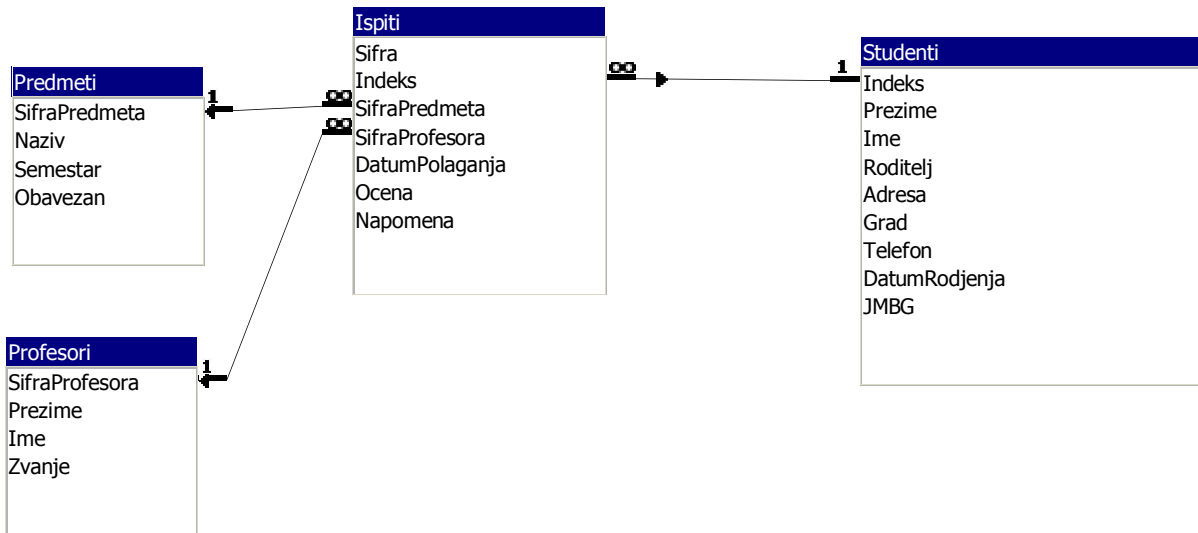 Predmeti
SifraPredmeta
Naziv
Semestar
Obavezan
1
∞
Ispiti
Sifra
Indeks
SifraPredmeta
SifraProfesora
DatumPolaganja
Ocena
Napomena
∞
1
Studenti
Indeks
Prezime
Ime
Roditelj
Adresa
Grad
Telefon
DatumRodjenja
JMBG
Profesori
SifraProfesora
Prezime
Ime
Zvanje
1
∞